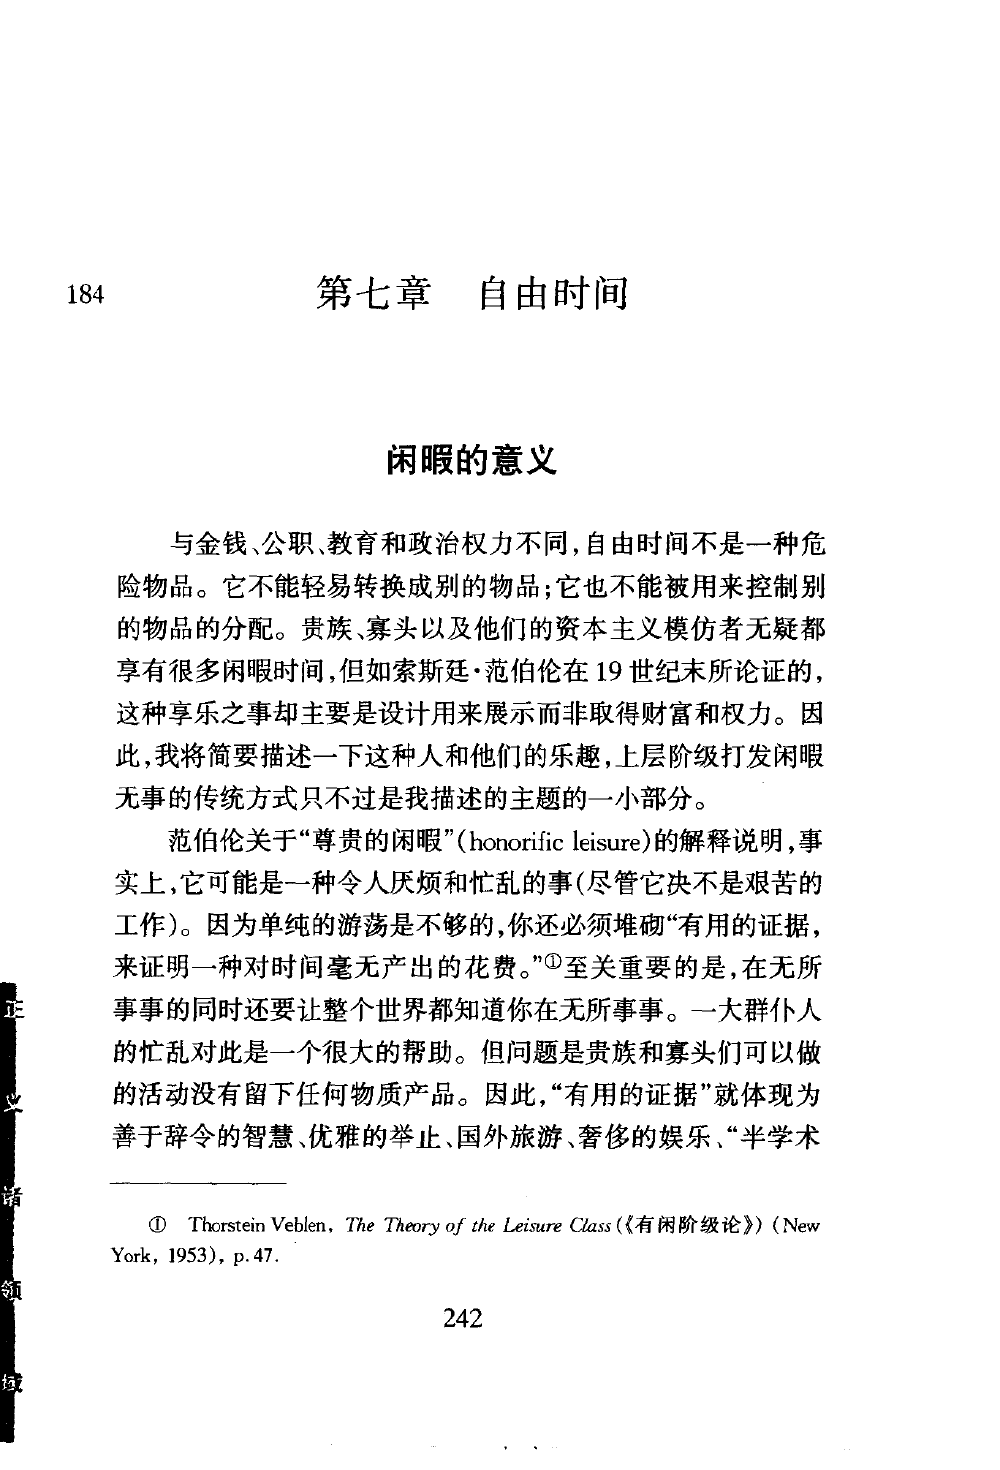 184
第七章 自由时间
闲暇的意义
与金钱、公职、教育和政治权力不同,自由时间不是一种危
险物品。它不能轻易转换成别的物品;它也不能被用来控制别
的物品的分配。贵族、寡头以及他们的资本主义模仿者无疑都
享有很多闲暇时间,但如索斯廷·范伯伦在19世纪末所论证的,
这种享乐之事却主要是设计用来展示而非取得财富和权力。因
此,我将简要描述一下这种人和他们的乐趣,上层阶级打发闲暇
无事的传统方式只不过是我描述的主题的一小部分。
范伯伦关于“尊贵的闲暇”(honorific leisure)的解释说明,事
实上,它可能是一种令人厌烦和忙乱的事(尽管它决不是艰苦的
工作)。因为单纯的游荡是不够的,你还必须堆砌“有用的证据,
来证明一种对时间毫无产出的花费。”①至关重要的是,在无所
事事的同时还要让整个世界都知道你在无所事事。一大群仆人
的忙乱对此是一个很大的帮助。但问题是贵族和寡头们可以做
的活动没有留下任何物质产品。因此,“有用的证据”就体现为
善于辞令的智慧、优雅的举止、国外旅游、奢侈的娱乐、“半学术
① Thorstein Veblen, The Theory of the Leisure Class(《有闲阶级论》) (New
York, 1953), p.47.
242
正
义
诸
领
域